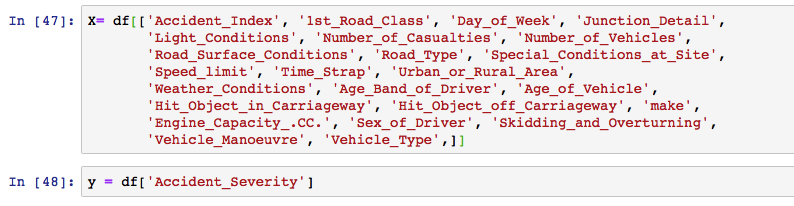 In [47]: X= df[['Accident_Index', '1st_Road_Class', 'Day_of_Week', 'Junction_Detail',
'Light_Conditions', 'Number_of_Casualties', 'Number_of_Vehicles',
'Road_Surface_Conditions', 'Road_Type', 'Special_Conditions_at_Site',
'Speed_limit', 'Time_Strap', 'Urban_or_Rural_Area',
'Weather_Conditions', 'Age_Band_of_Driver', 'Age_of_Vehicle',
'Hit_Object_in_Carriageway', 'Hit_Object_off_Carriageway', 'make',
'Engine_Capacity_.CC.', 'Sex_of_Driver', 'Skidding_and_Overturning',
'Vehicle_Manoeuvre', 'Vehicle_Type',]]
In [48]: y = df['Accident_Severity']